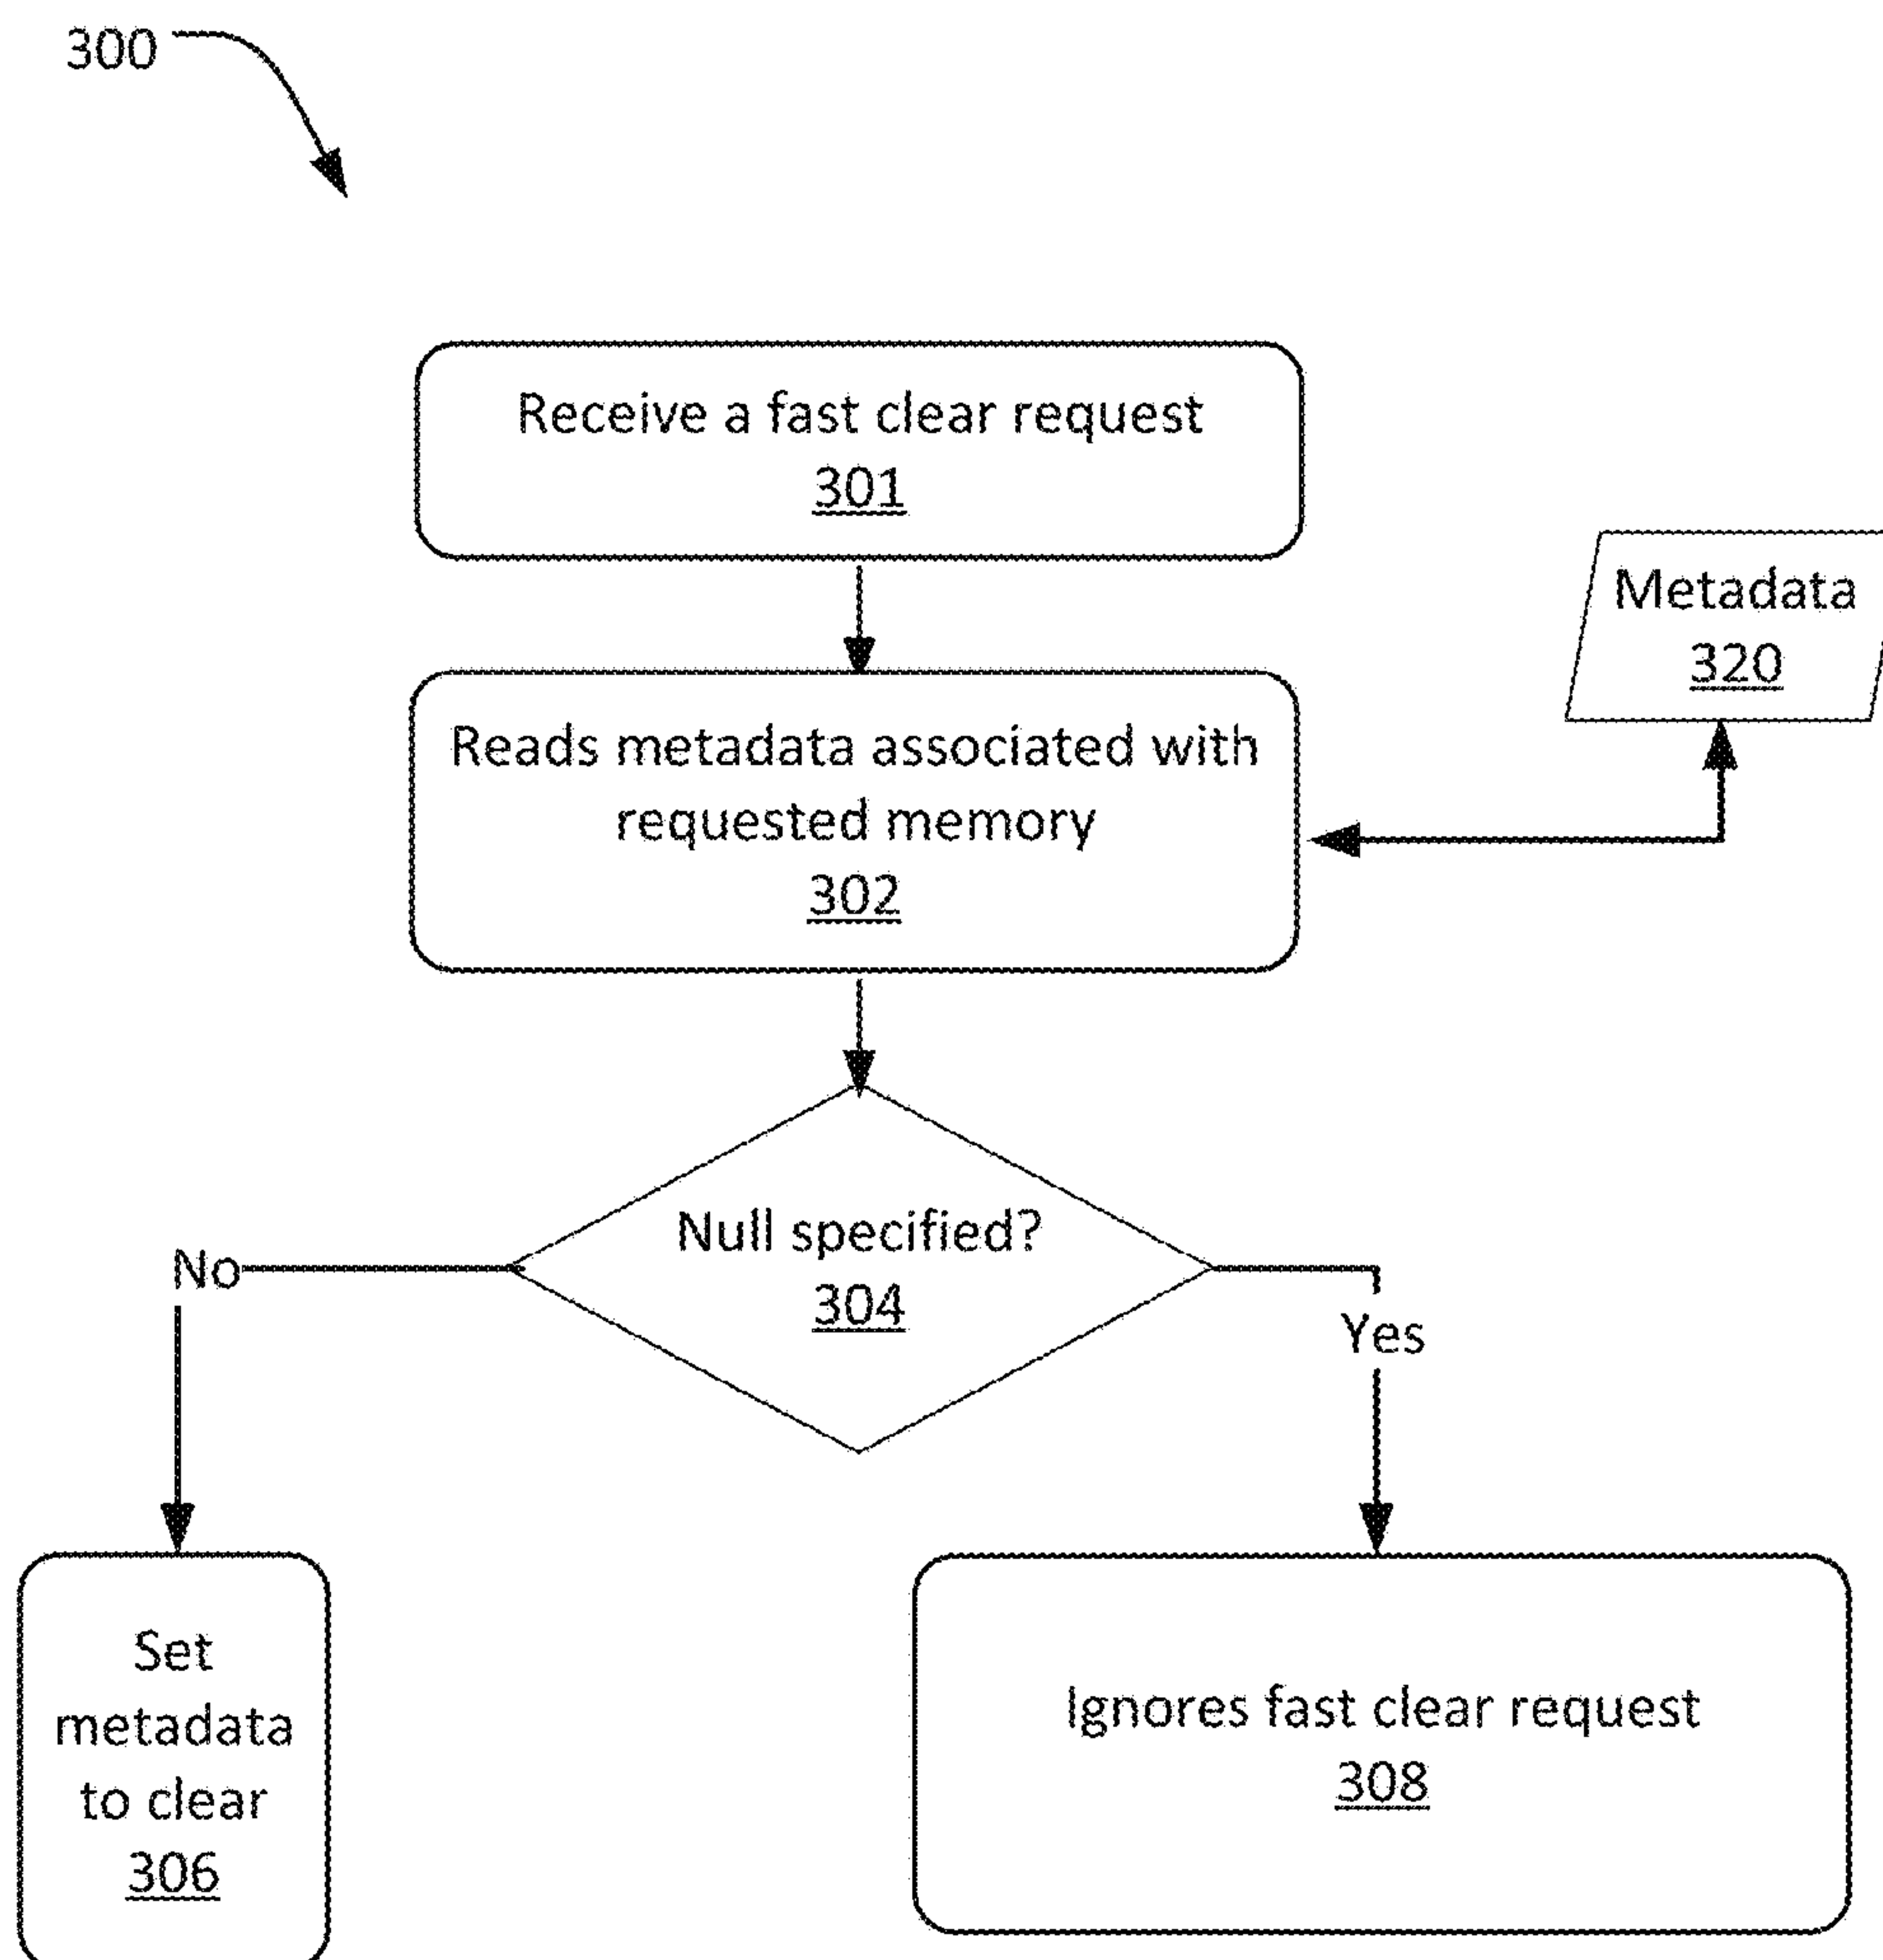 300
Receive a fast clear request
301
Metadata
320
Reads metadata associated with
requested memory
302
Null specified?
304
No
Yes
Set
metadata
to clear
306
Ignores fast clear request
308